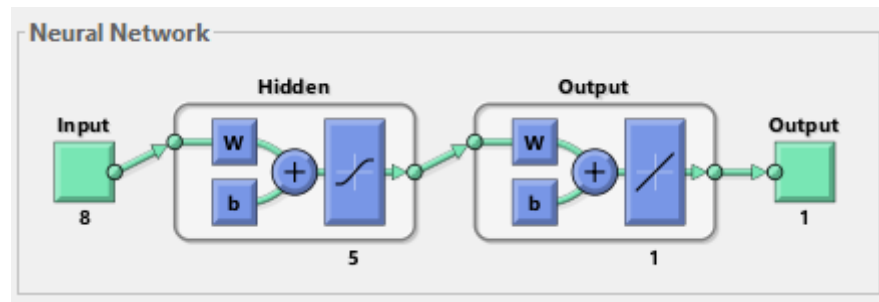 Neural Network
Hidden
Output
Input
Output
W
W
+
+
b
b
8
1
5
1